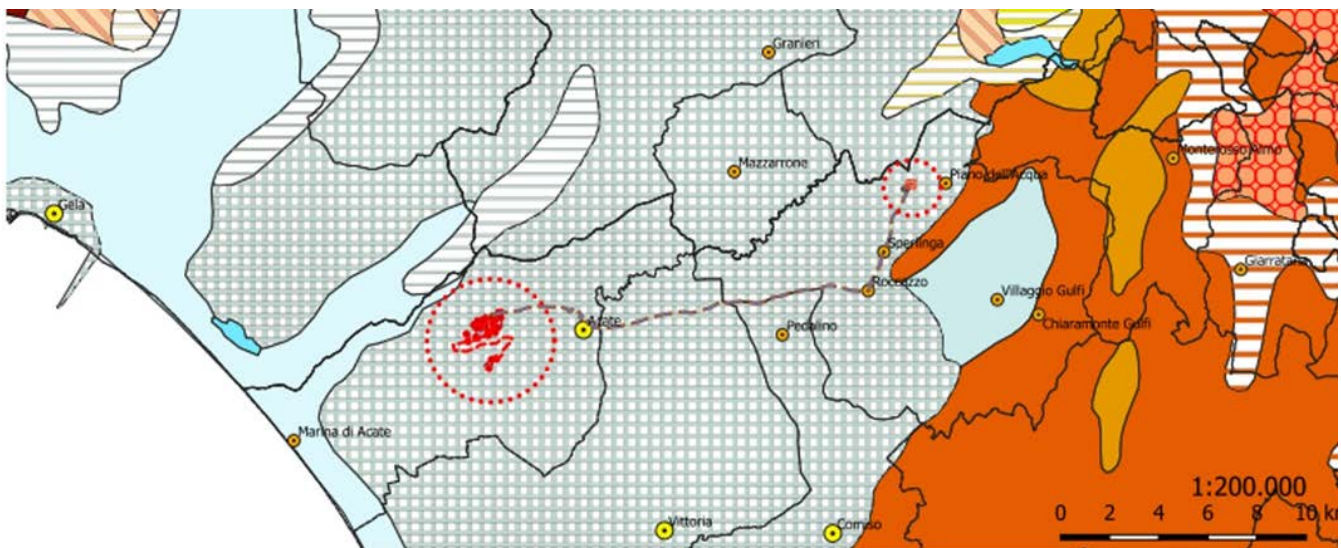 Granieri
Mazzarrone
Monterosso Almo
Piano dell'Acqua
Gela
Sperlinga
Giarratana
Roccazzo
Villaggio Gulfi
Chiaramonte Gulfi
Acate
Pedalino
Marina di Acate
1:200.000
0 2 4 6 8 10 km
Vittoria
Comiso